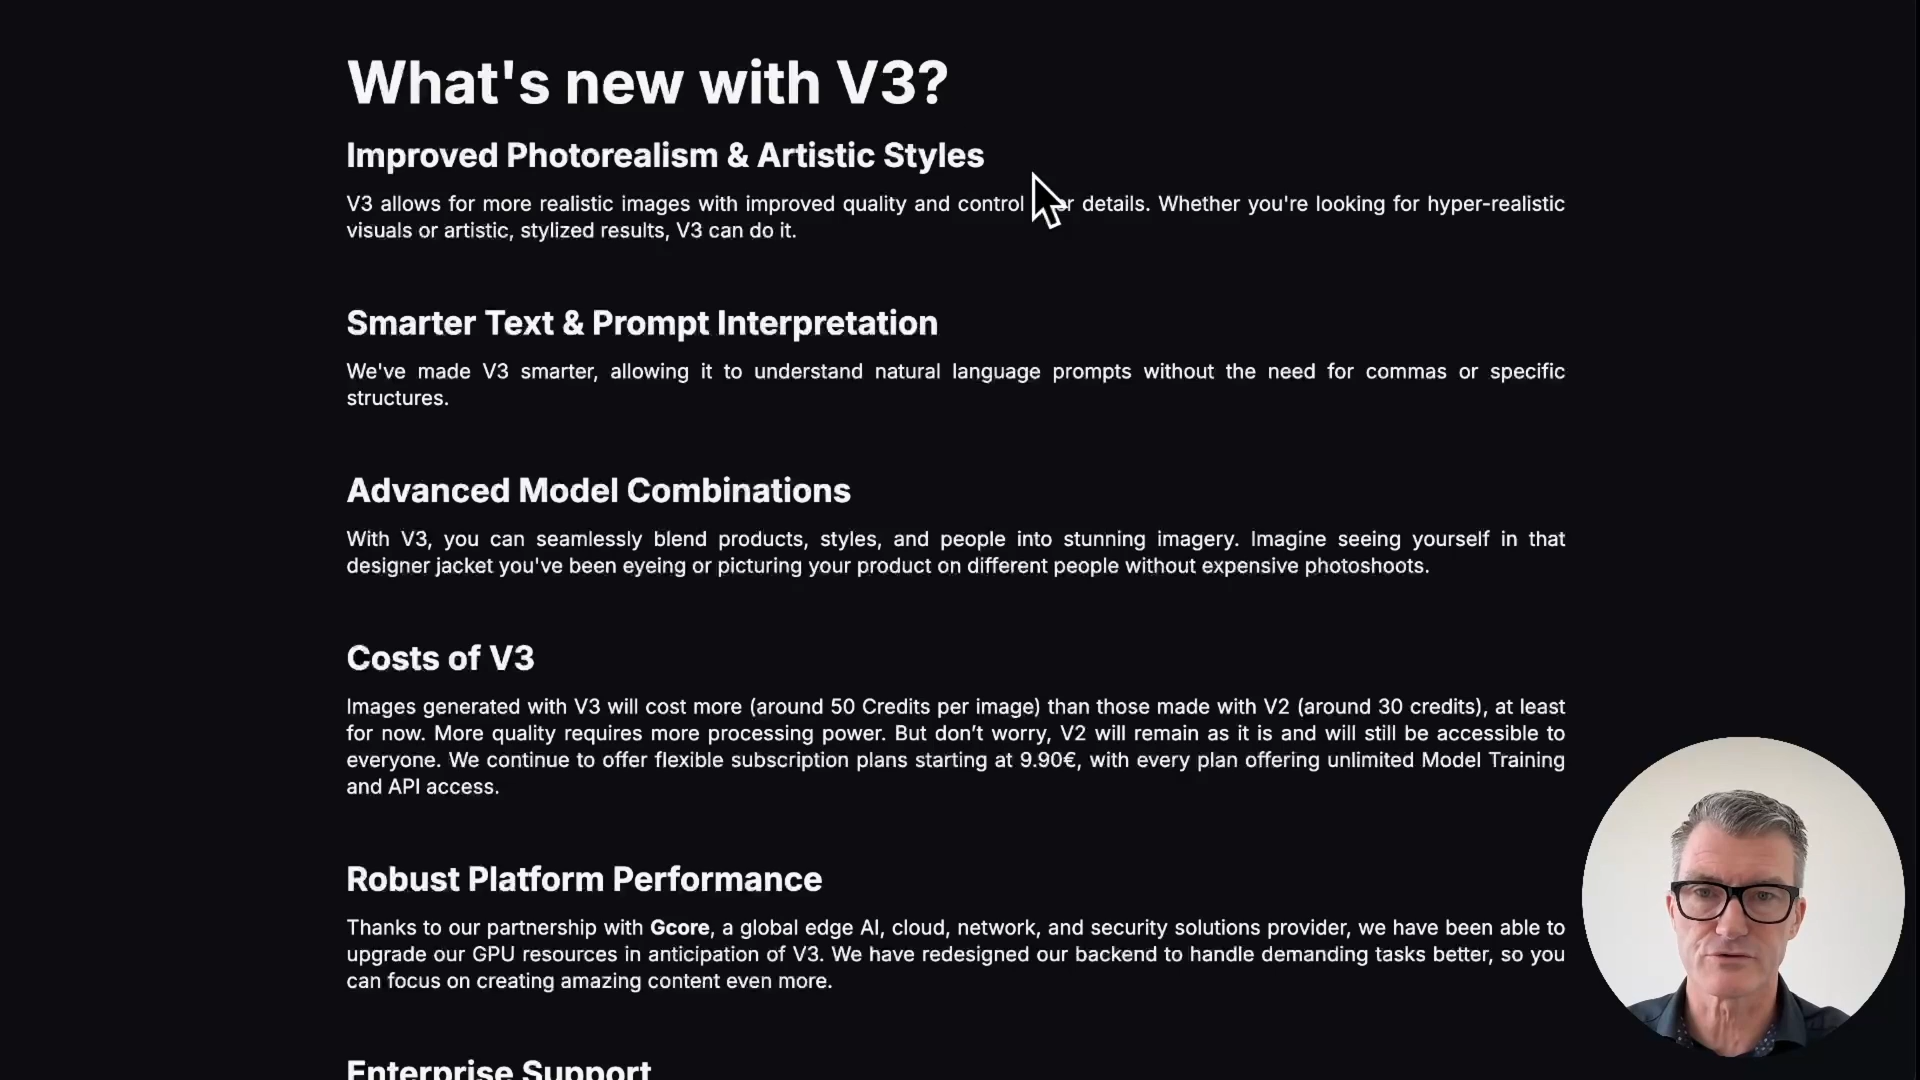 What's new with V3?
Improved Photorealism & Artistic Styles
V3 allows for more realistic images with improved quality and control details. Whether you're looking for hyper-realistic
visuals or artistic, stylized results, V3 can do it.
Smarter Text & Prompt Interpretation
We've made V3 smarter, allowing it to understand natural language prompts without the need for commas or specific
structures.
Advanced Model Combinations
With V3, you can seamlessly blend products, styles, and people into stunning imagery. Imagine seeing yourself in that
designer jacket you've been eyeing or picturing your product on different people without expensive photoshoots.
Costs of V3
Images generated with V3 will cost more (around 50 Credits per image) than those made with V2 (around 30 credits), at least
for now. More quality requires more processing power. But don’t worry, V2 will remain as it is and will still be accessible to
everyone. We continue to offer flexible subscription plans starting at 9.90€, with every plan offering unlimited Model Training
and API access.
Robust Platform Performance
Thanks to our partnership with Gcore, a global edge AI, cloud, network, and security solutions provider, we have been able to
upgrade our GPU resources in anticipation of V3. We have redesigned our backend to handle demanding tasks better, so you
can focus on creating amazing content even more.
Enterprise Support